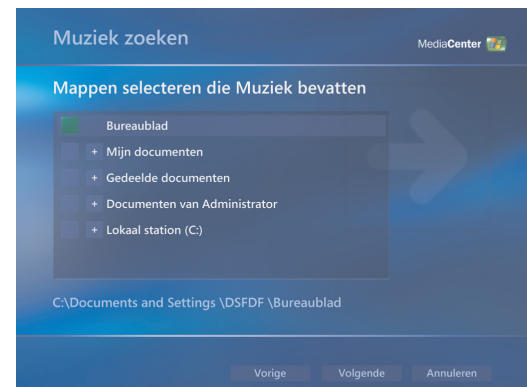 Muziek zoeken
MediaCenter
Mappen selecteren die Muziek bevatten
Bureaublad
+ Mijn documenten
+ Gedeelde documenten
+ Documenten van Administrator
+ Lokaal station (C:)
C:\Documents and Settings \DSFDF \Bureaublad
Vorige Volgende Annuleren